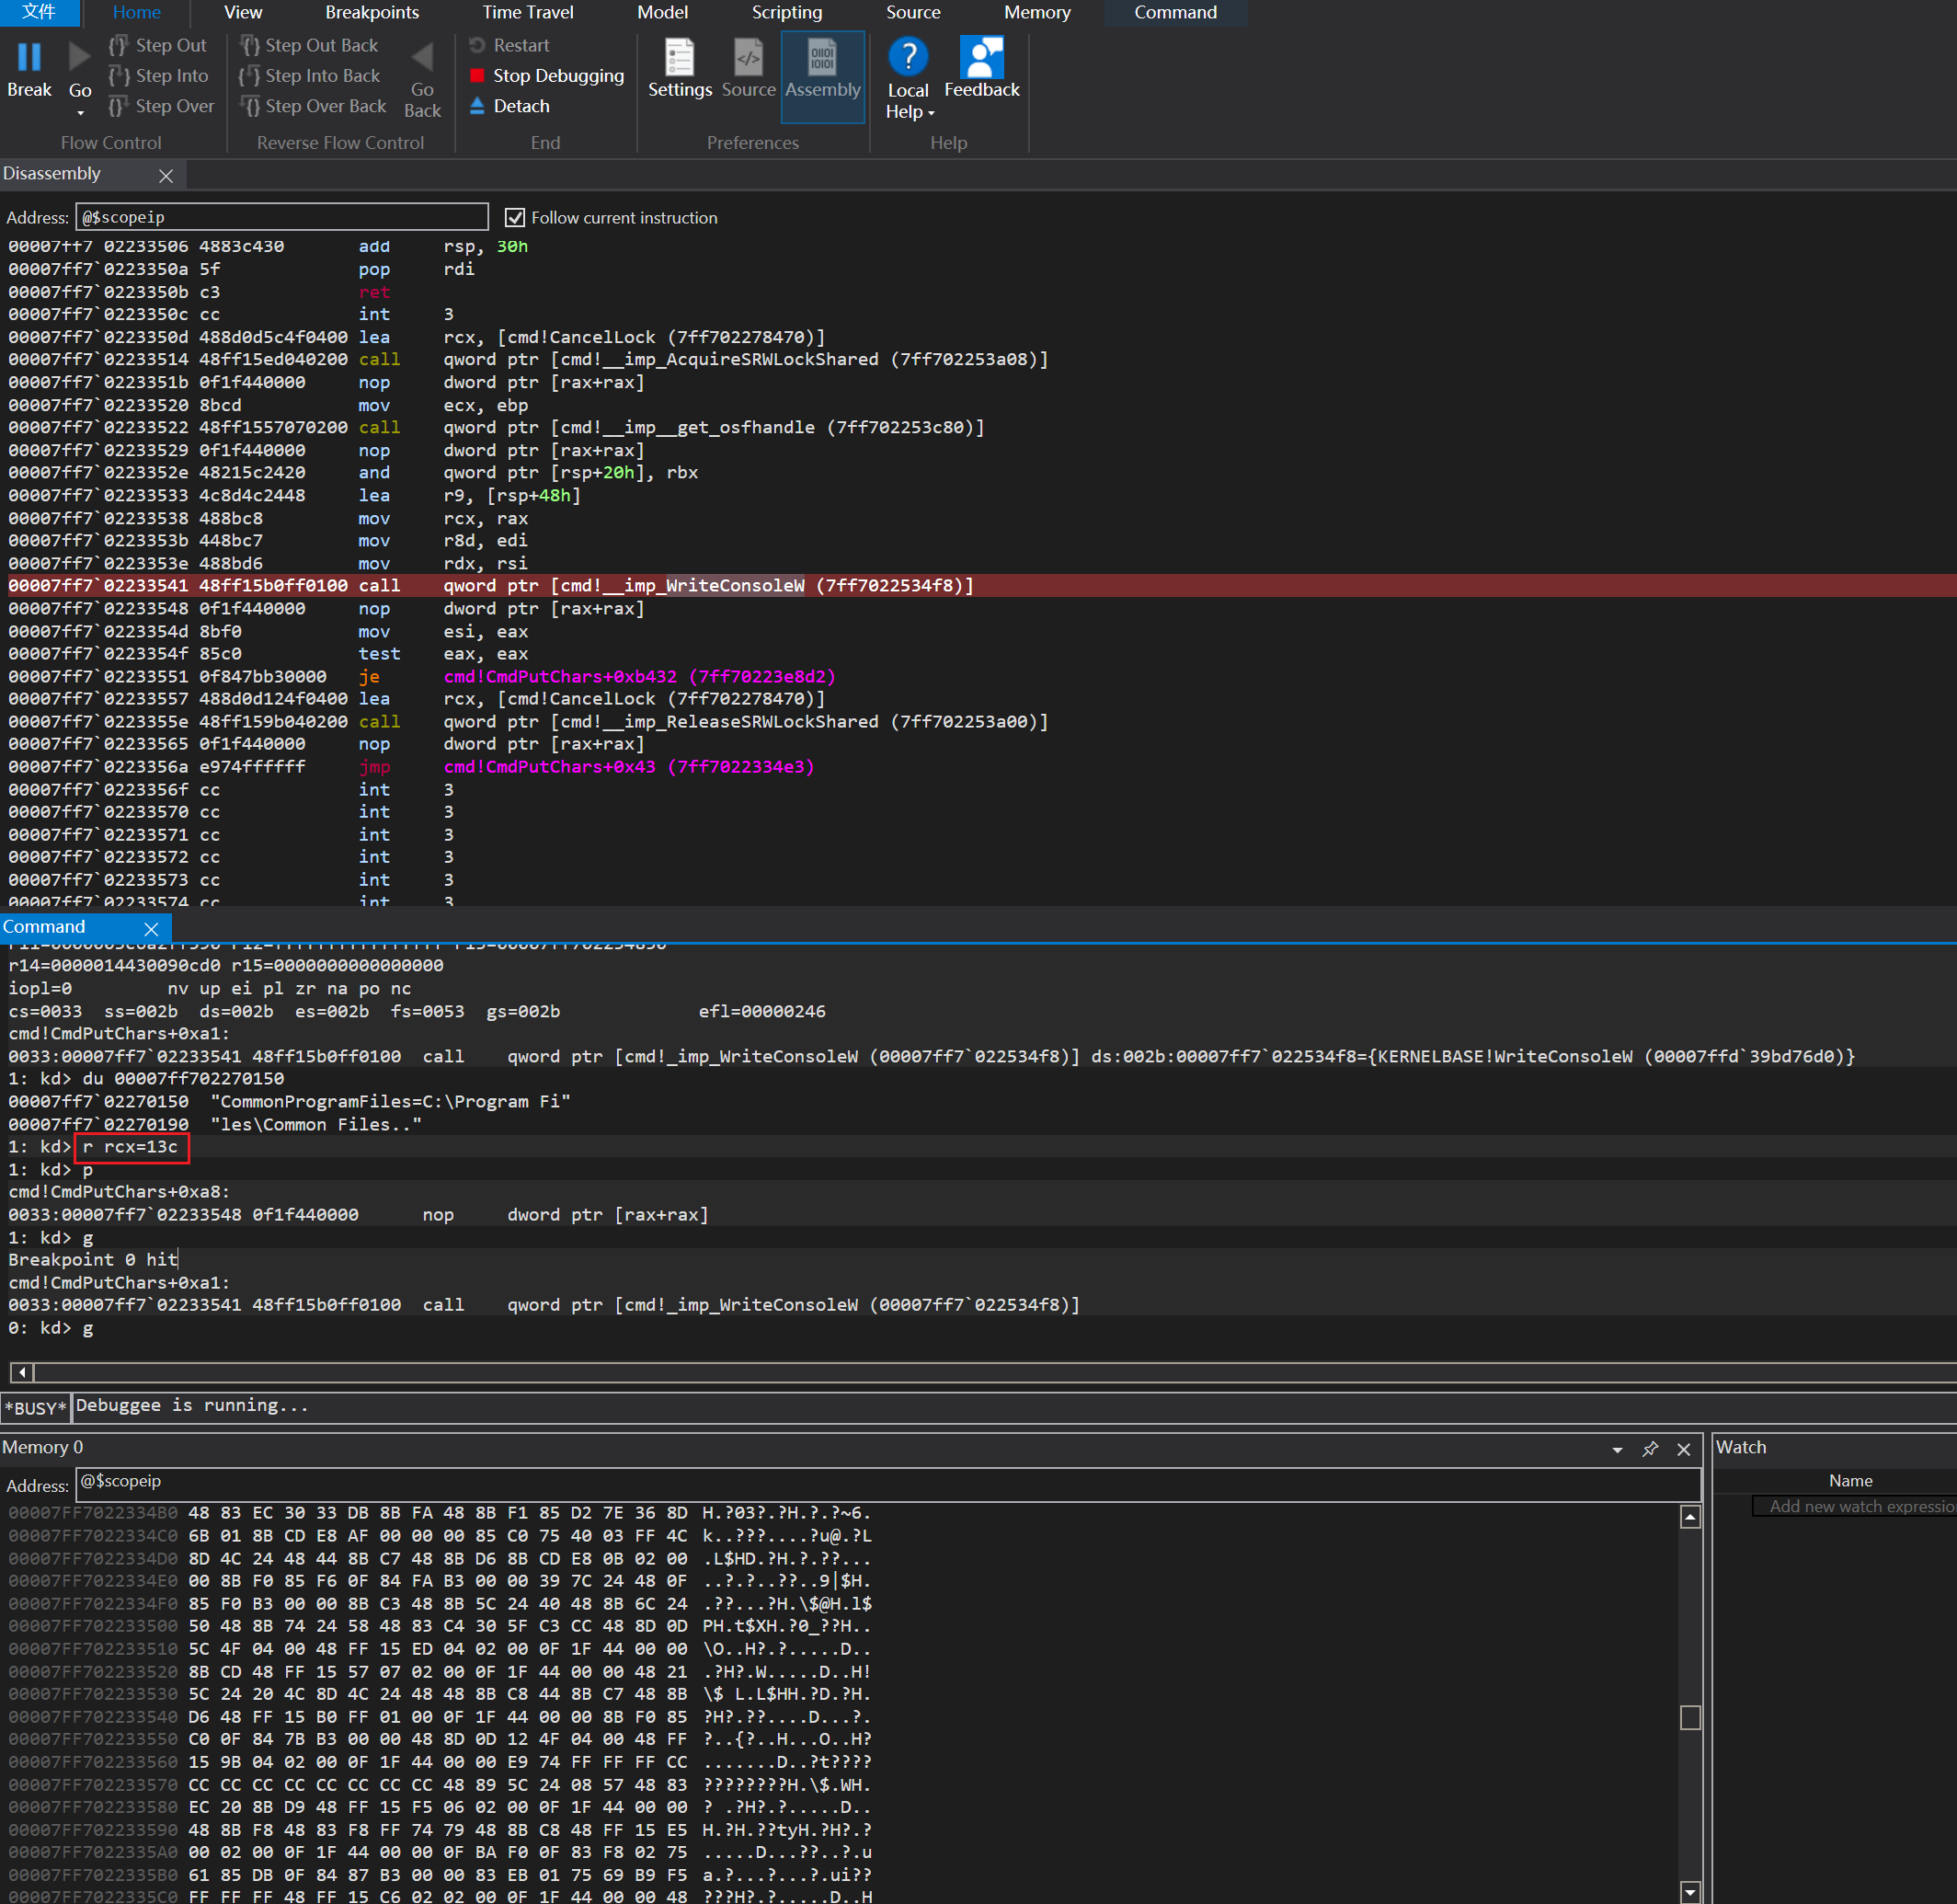 文件 Home View Breakpoints Time Travel Model Scripting Source Memory Command
Break
Go
Step Out
Step Into
Step Over
Flow Control
Step Out Back
Step Into Back
Step Over Back
Go Back
Reverse Flow Control
Restart
Stop Debugging
Detach
End
Settings
Source
Assembly
Preferences
Local Help
Feedback
Help
Disassembly
Address: @$scopeip Follow current instruction
00007ff7`02233506 4883c430 add rsp, 30h
00007ff7`0223350a 5f pop rdi
00007ff7`0223350b c3 ret
00007ff7`0223350c cc int 3
00007ff7`0223350d 488d0d5c4f0400 lea rcx, [cmd!CancelLock (7ff702278470)]
00007ff7`02233514 48ff15ed040200 call qword ptr [cmd!__imp_AcquireSRWLockShared (7ff702253a08)]
00007ff7`0223351b 0f1f440000 nop dword ptr [rax+rax]
00007ff7`02233520 8bcd mov ecx, ebp
00007ff7`02233522 48ff1557070200 call qword ptr [cmd!__imp__get_osfhandle (7ff702253c80)]
00007ff7`02233529 0f1f440000 nop dword ptr [rax+rax]
00007ff7`0223352e 48215c2420 and qword ptr [rsp+20h], rbx
00007ff7`02233533 4c8d4c2448 lea r9, [rsp+48h]
00007ff7`02233538 488bc8 mov rcx, rax
00007ff7`0223353b 448bc7 mov r8d, edi
00007ff7`0223353e 488bd6 mov rdx, rsi
00007ff7`02233541 48ff15b0ff0100 call qword ptr [cmd!__imp_WriteConsoleW (7ff7022534f8)]
00007ff7`02233548 0f1f440000 nop dword ptr [rax+rax]
00007ff7`0223354d 8bf0 mov esi, eax
00007ff7`0223354f 85c0 test eax, eax
00007ff7`02233551 0f847bb30000 je cmd!CmdPutChars+0xb432 (7ff70223e8d2)
00007ff7`02233557 488d0d124f0400 lea rcx, [cmd!CancelLock (7ff702278470)]
00007ff7`0223355e 48ff159b040200 call qword ptr [cmd!__imp_ReleaseSRWLockShared (7ff702253a00)]
00007ff7`02233565 0f1f440000 nop dword ptr [rax+rax]
00007ff7`0223356a e974ffffff jmp cmd!CmdPutChars+0x43 (7ff7022334e3)
00007ff7`0223356f cc int 3
00007ff7`02233570 cc int 3
00007ff7`02233571 cc int 3
00007ff7`02233572 cc int 3
00007ff7`02233573 cc int 3
00007ff7`02233574 cc int 3
Command
r14=0000014430090cd0 r15=0000000000000000
iopl=0 nv up ei pl zr na po nc
cs=0033 ss=002b ds=002b es=002b fs=0053 gs=002b efl=00000246
cmd!CmdPutChars+0xa1:
0033:00007ff7`02233541 48ff15b0ff0100 call qword ptr [cmd!_imp_WriteConsoleW (00007ff7`022534f8)] ds:002b:00007ff7`022534f8={KERNELBASE!WriteConsoleW (00007ffd`39bd76d0)}
1: kd> du 00007ff702270150
00007ff7`02270150 "CommonProgramFiles=C:\Program Fi"
00007ff7`02270190 "les\Common Files.."
1: kd> r rcx=13c
1: kd> p
cmd!CmdPutChars+0xa8:
0033:00007ff7`02233548 0f1f440000 nop dword ptr [rax+rax]
1: kd> g
Breakpoint 0 hit
cmd!CmdPutChars+0xa1:
0033:00007ff7`02233541 48ff15b0ff0100 call qword ptr [cmd!_imp_WriteConsoleW (00007ff7`022534f8)]
0: kd> g
*BUSY* Debuggee is running...
Memory 0
Address: @$scopeip
00007FF7022334B0 48 83 EC 30 33 DB 8B FA 48 8B F1 85 D2 7E 36 8D H.?03?.?H.?.?~6.
00007FF7022334C0 6B 01 8B CD E8 AF 00 00 00 85 C0 75 40 03 FF 4C k..???....?u@.?L
00007FF7022334D0 8D 4C 24 48 44 8B C7 48 8B D6 8B CD E8 0B 02 00 .L$HD.?H.?.??...
00007FF7022334E0 00 8B F0 85 F6 0F 84 FA B3 00 00 39 7C 24 48 0F ..?.?..??..9|$H.
00007FF7022334F0 85 F0 B3 00 00 8B C3 48 8B 5C 24 40 48 8B 6C 24 .??...?H.\$@H.l$
00007FF702233500 50 48 8B 74 24 58 48 83 C4 30 5F C3 CC 48 8D 0D PH.t$XH.?0_??H..
00007FF702233510 5C 4F 04 00 48 FF 15 ED 04 02 00 0F 1F 44 00 00 \O..H?.?.....D..
00007FF702233520 8B CD 48 FF 15 57 07 02 00 0F 1F 44 00 00 48 21 .?H?.W.....D..H!
00007FF702233530 5C 24 20 4C 8D 4C 24 48 48 8B C8 44 8B C7 48 8B \$ L.L$HH.?D.?H.
00007FF702233540 D6 48 FF 15 B0 FF 01 00 0F 1F 44 00 00 8B F0 85 ?H?.??....D...?.
00007FF702233550 C0 0F 84 7B B3 00 00 48 8D 0D 12 4F 04 00 48 FF ?..{?..H...O..H?
00007FF702233560 15 9B 04 02 00 0F 1F 44 00 00 E9 74 FF FF FF CC .......D..?t????
00007FF702233570 CC CC CC CC CC CC CC CC 48 89 5C 24 08 57 48 83 ????????H.\$.WH.
00007FF702233580 EC 20 8B D9 48 FF 15 F5 06 02 00 0F 1F 44 00 00 ? .?H?.?.....D..
00007FF702233590 48 8B F8 48 83 F8 FF 74 79 48 8B C8 48 FF 15 E5 H.?H.??tyH.?H?.?
00007FF7022335A0 00 02 00 0F 1F 44 00 00 0F BA F0 0F 83 F8 02 75 .....D...??..?.u
00007FF7022335B0 61 85 DB 0F 84 87 B3 00 00 83 EB 01 75 69 B9 F5 a.?...?...?.ui??
00007FF7022335C0 FF FF FF 48 FF 15 C6 02 02 00 0F 1F 44 00 00 48 ???H?.?.....D..H
Watch
Name
Add new watch expressio